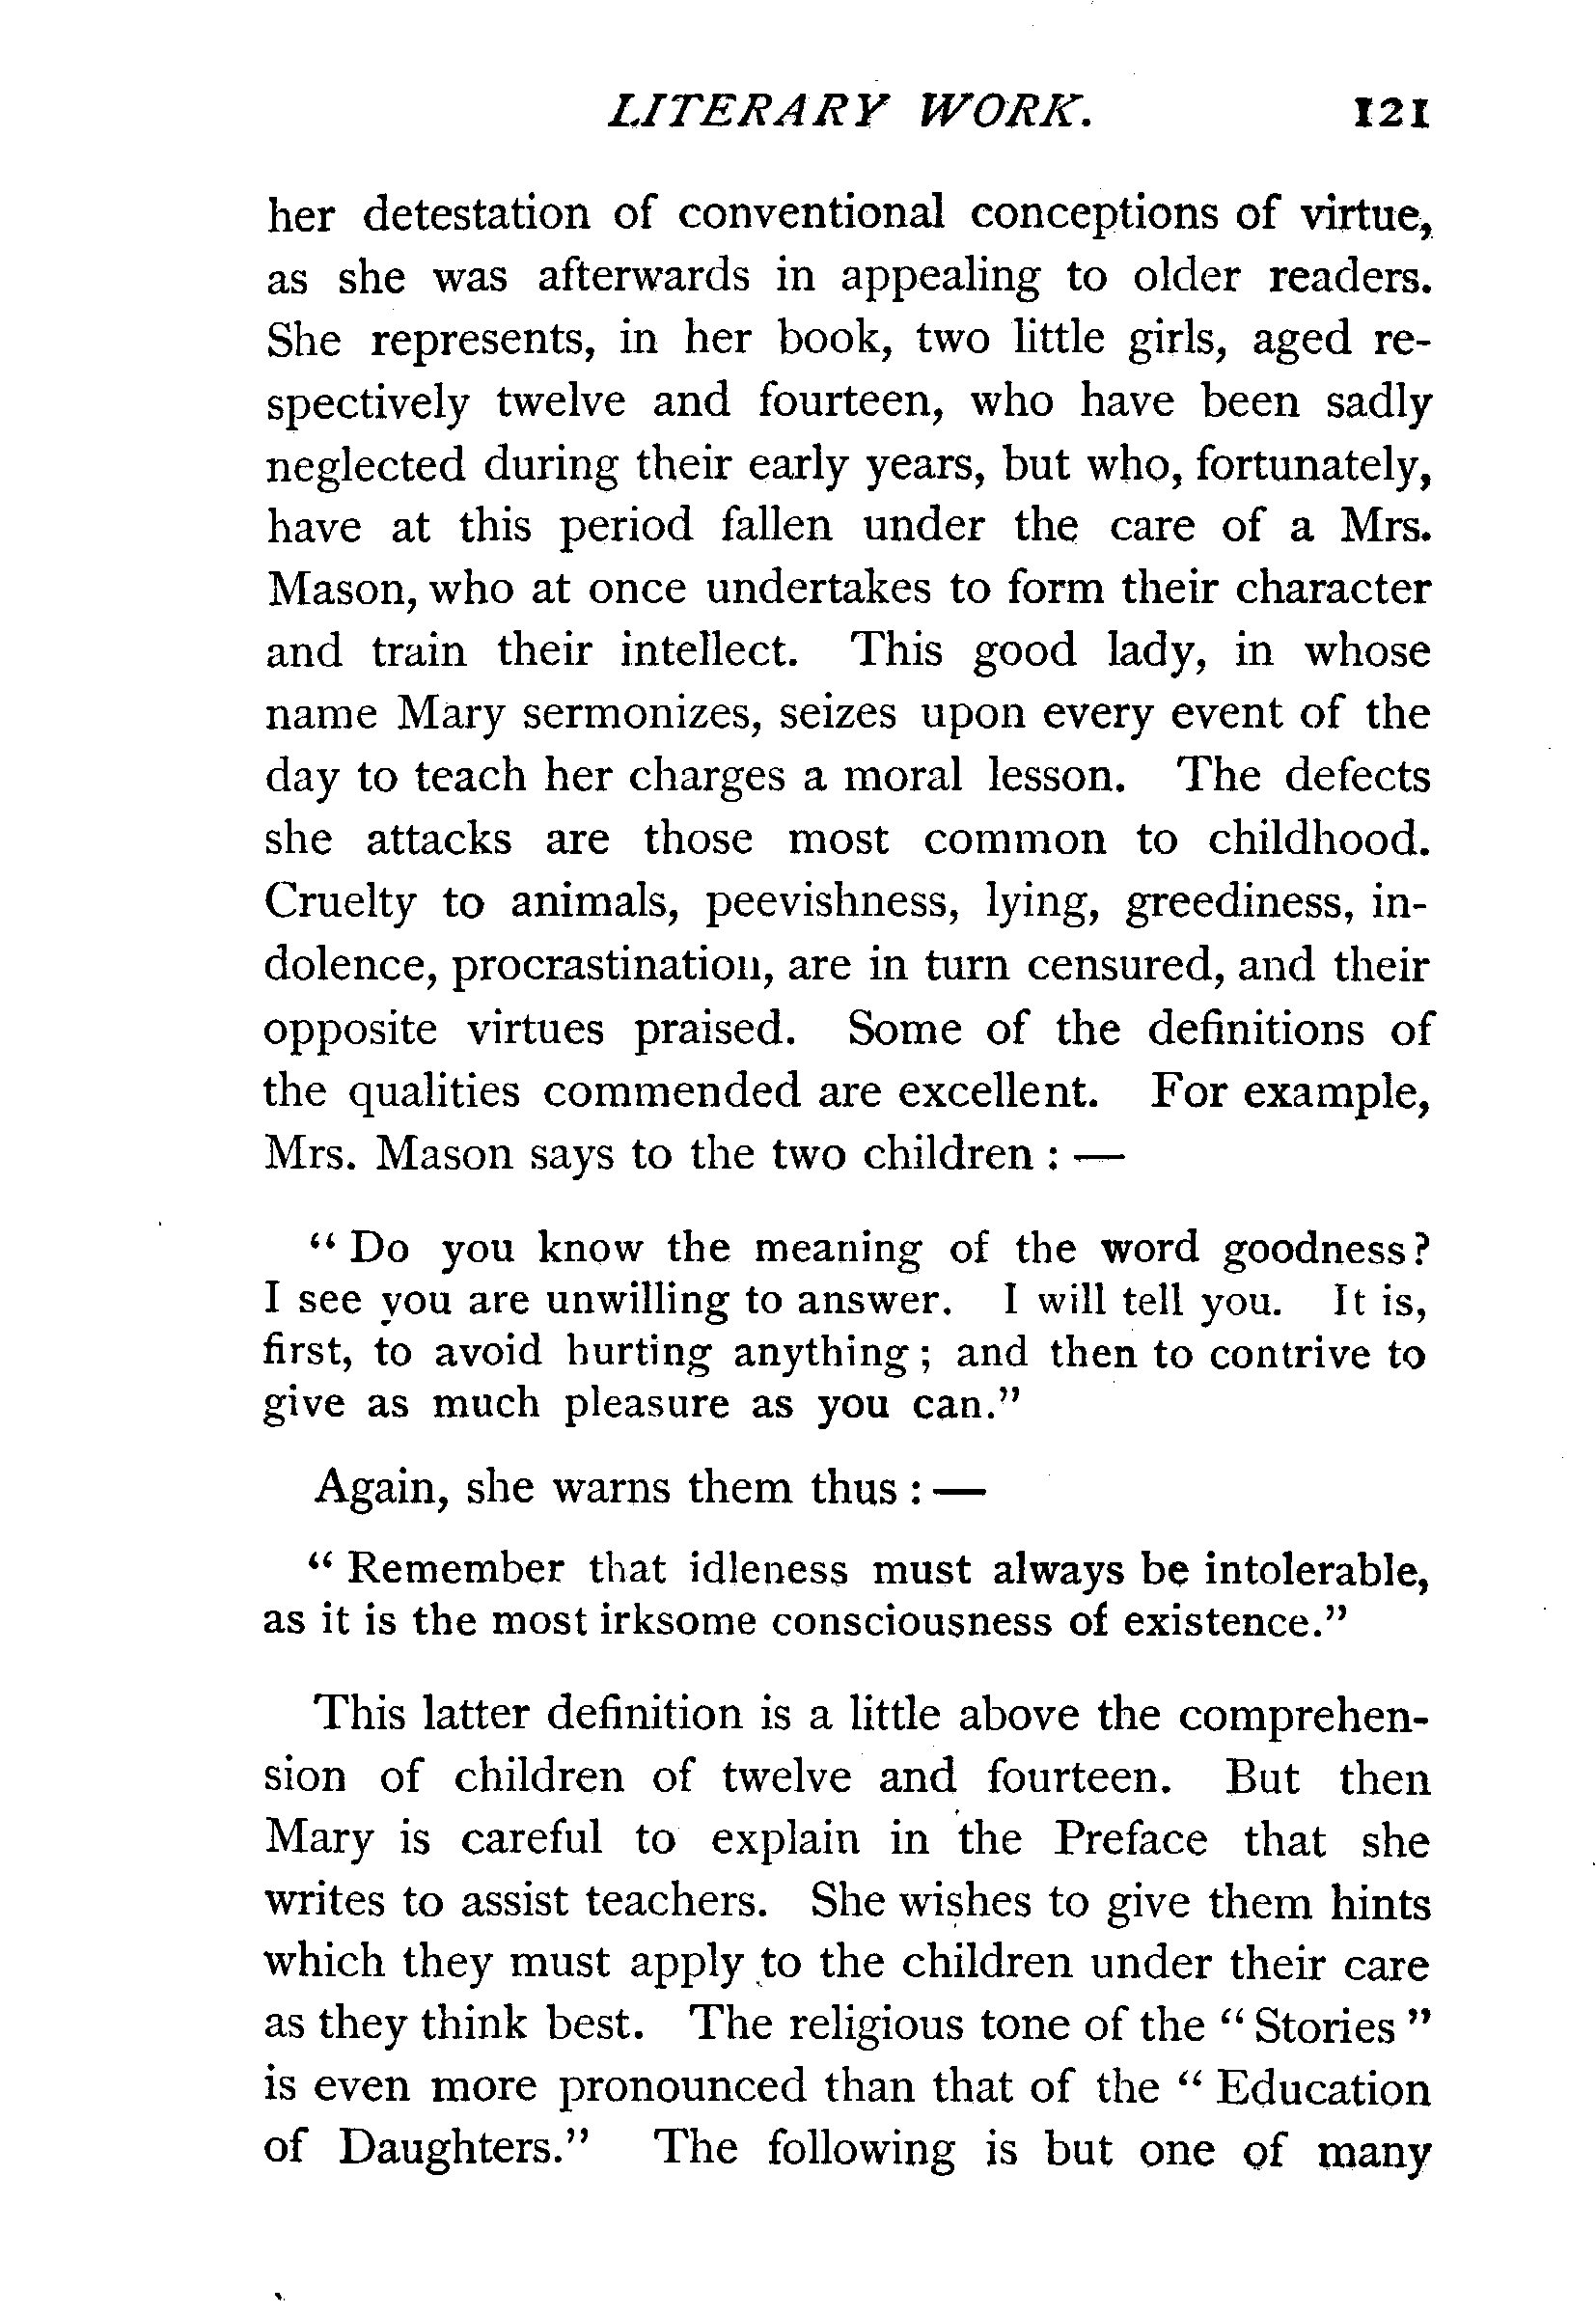 LITERARY WORK. 121
her detestation of conventional conceptions of virtue,
as she was afterwards in appealing to older readers.
She represents, in her book, two little girls, aged re-
spectively twelve and fourteen, who have been sadly
neglected during their early years, but who, fortunately,
have at this period fallen under the care of a Mrs.
Mason, who at once undertakes to form their character
and train their intellect. This good lady, in whose
name Mary sermonizes, seizes upon every event of the
day to teach her charges a moral lesson. The defects
she attacks are those most common to childhood.
Cruelty to animals, peevishness, lying, greediness, in-
dolence, procrastination, are in turn censured, and their
opposite virtues praised. Some of the definitions of
the qualities commended are excellent. For example,
Mrs. Mason says to the two children : —
“ Do you know the meaning of the word goodness?
I see you are unwilling to answer. I will tell you. It is,
first, to avoid hurting anything ; and then to contrive to
give as much pleasure as you can.”
Again, she warns them thus : —
“ Remember that idleness must always be intolerable,
as it is the most irksome consciousness of existence.”
This latter definition is a little above the comprehen-
sion of children of twelve and fourteen. But then
Mary is careful to explain in the Preface that she
writes to assist teachers. She wishes to give them hints
which they must apply to the children under their care
as they think best. The religious tone of the “ Stories ”
is even more pronounced than that of the “ Education
of Daughters.” The following is but one of many